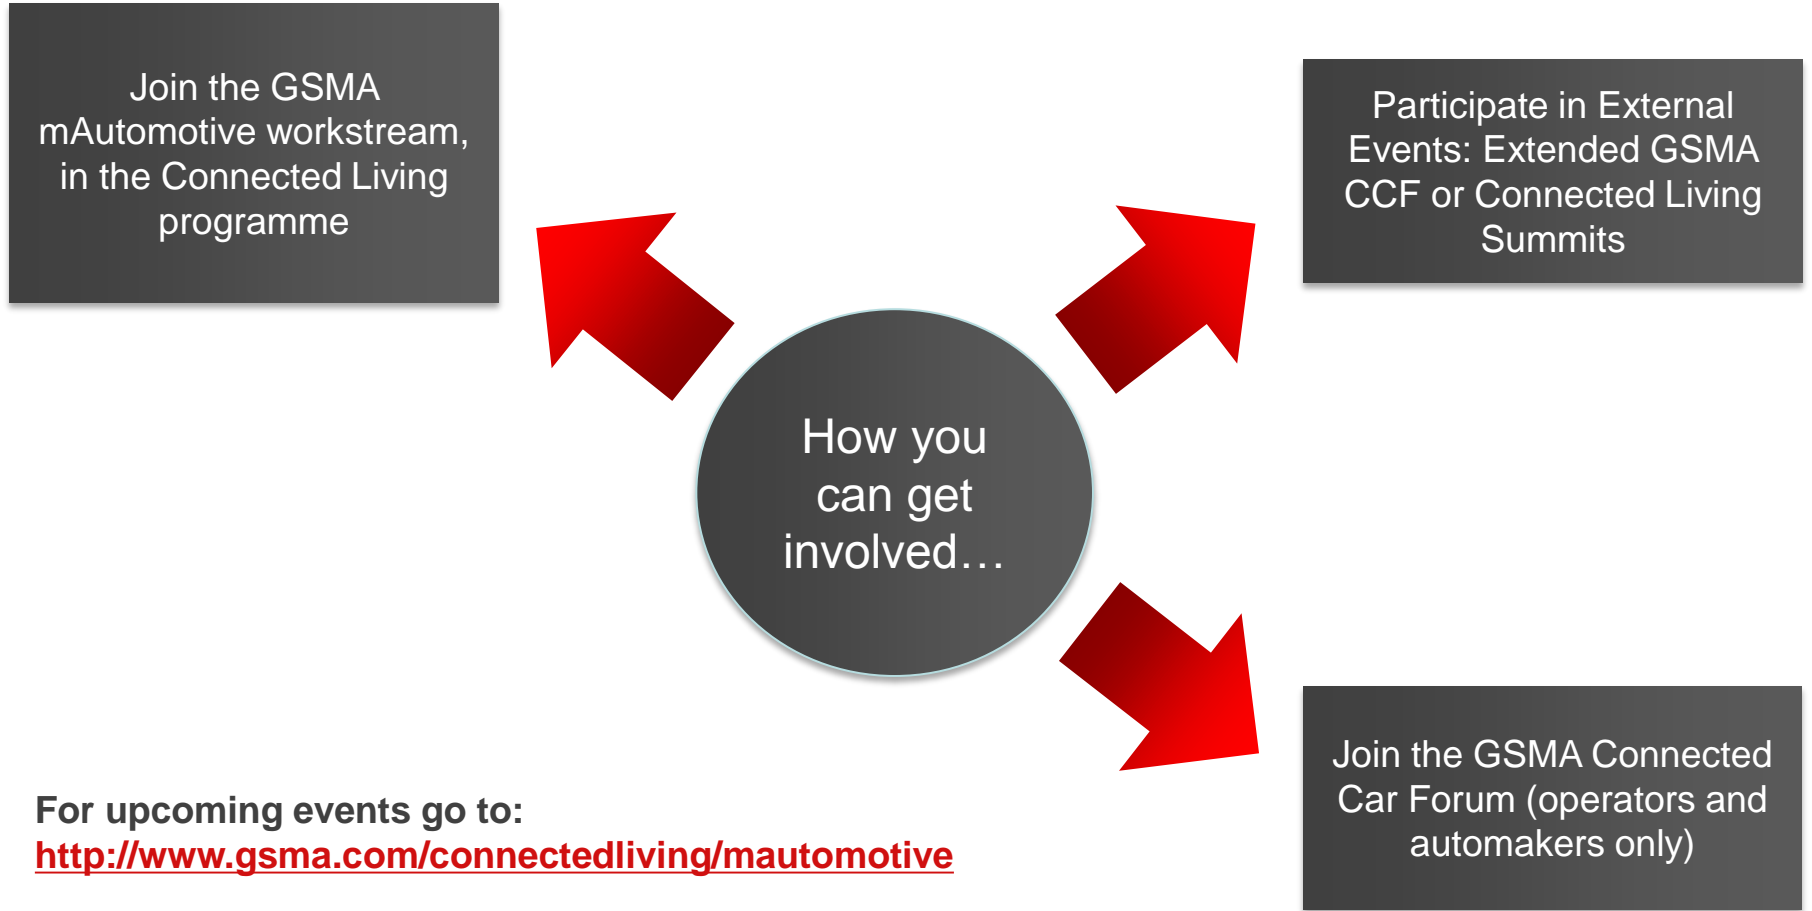 Join the GSMA
mAutomotive workstream,
in the Connected Living
programme
Participate in External
Events: Extended GSMA
CCF or Connected Living
Summits
How you
can get
involved…
Join the GSMA Connected
Car Forum (operators and
automakers only)
For upcoming events go to:
http://www.gsma.com/connectedliving/mautomotive